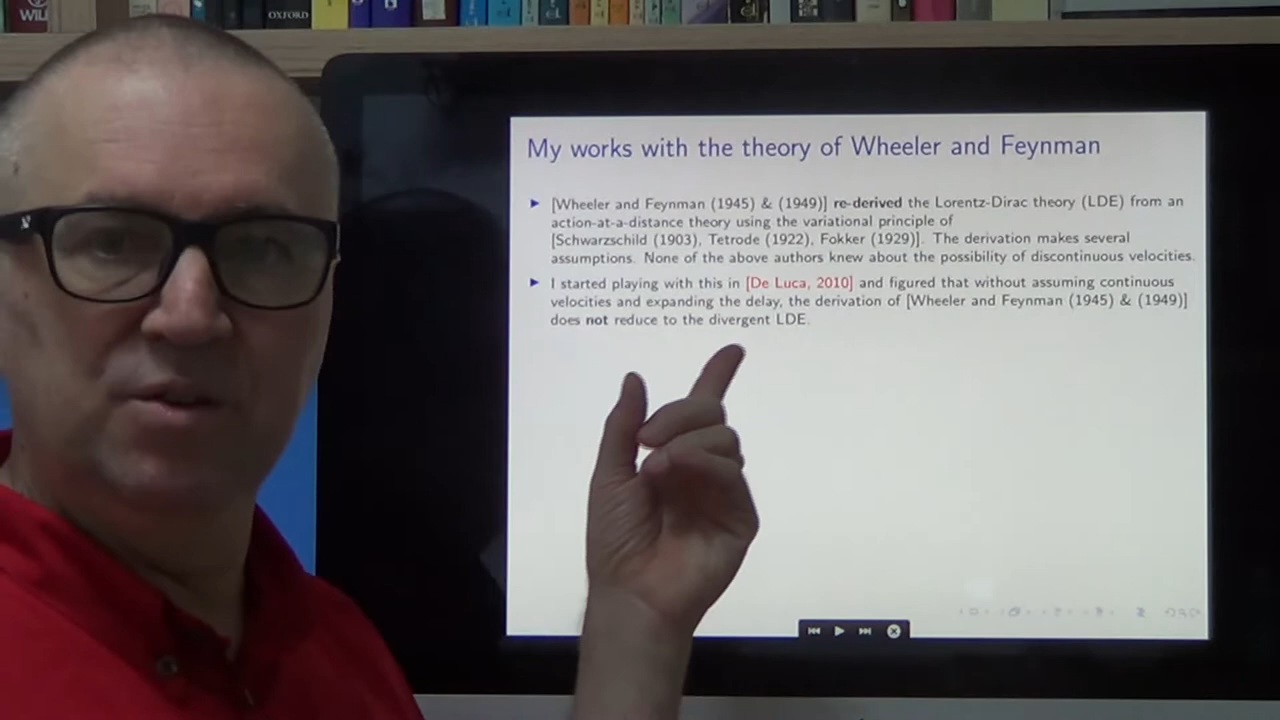 WIL
OXFORD
My works with the theory of Wheeler and Feynman
[Wheeler and Feynman (1945) & (1949)] re-derived the Lorentz-Dirac theory (LDE) from an
action-at-a-distance theory using the variational principle of
[Schwarzschild (1903), Tetrode (1922), Fokker (1929)]. The derivation makes several
assumptions. None of the above authors knew about the possibility of discontinuous velocities.
I started playing with this in [De Luca, 2010] and figured that without assuming continuous
velocities and expanding the delay, the derivation of [Wheeler and Feynman (1945) & (1949)]
does not reduce to the divergent LDE.